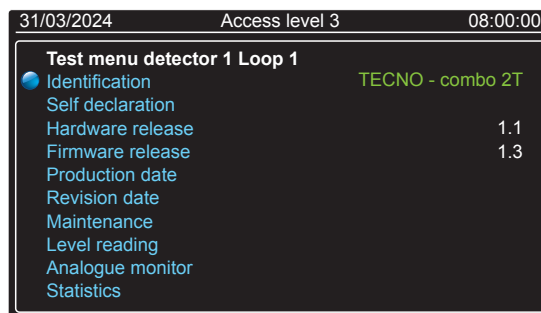 31/03/2024 Access level 3 08:00:00
Test menu detector 1 Loop 1
Identification TECNO - combo 2T
Self declaration
Hardware release 1.1
Firmware release 1.3
Production date
Revision date
Maintenance
Level reading
Analogue monitor
Statistics